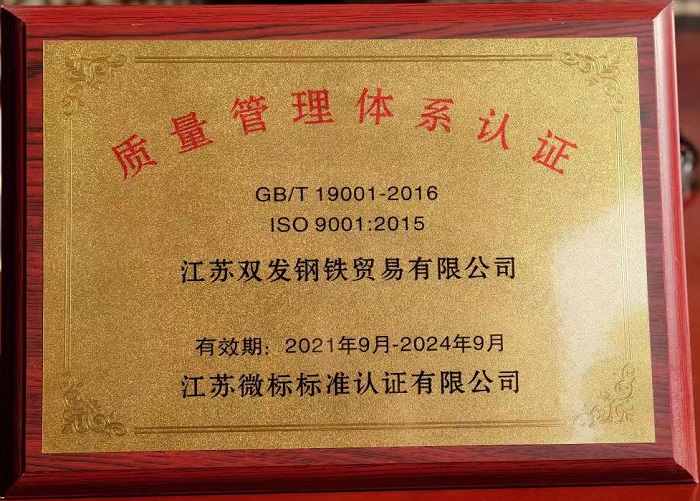 质量管理体系认证
GB/T 19001-2016
ISO 9001:2015
江苏双发钢铁贸易有限公司
有效期：2021年9月-2024年9月
江苏微标标准认证有限公司